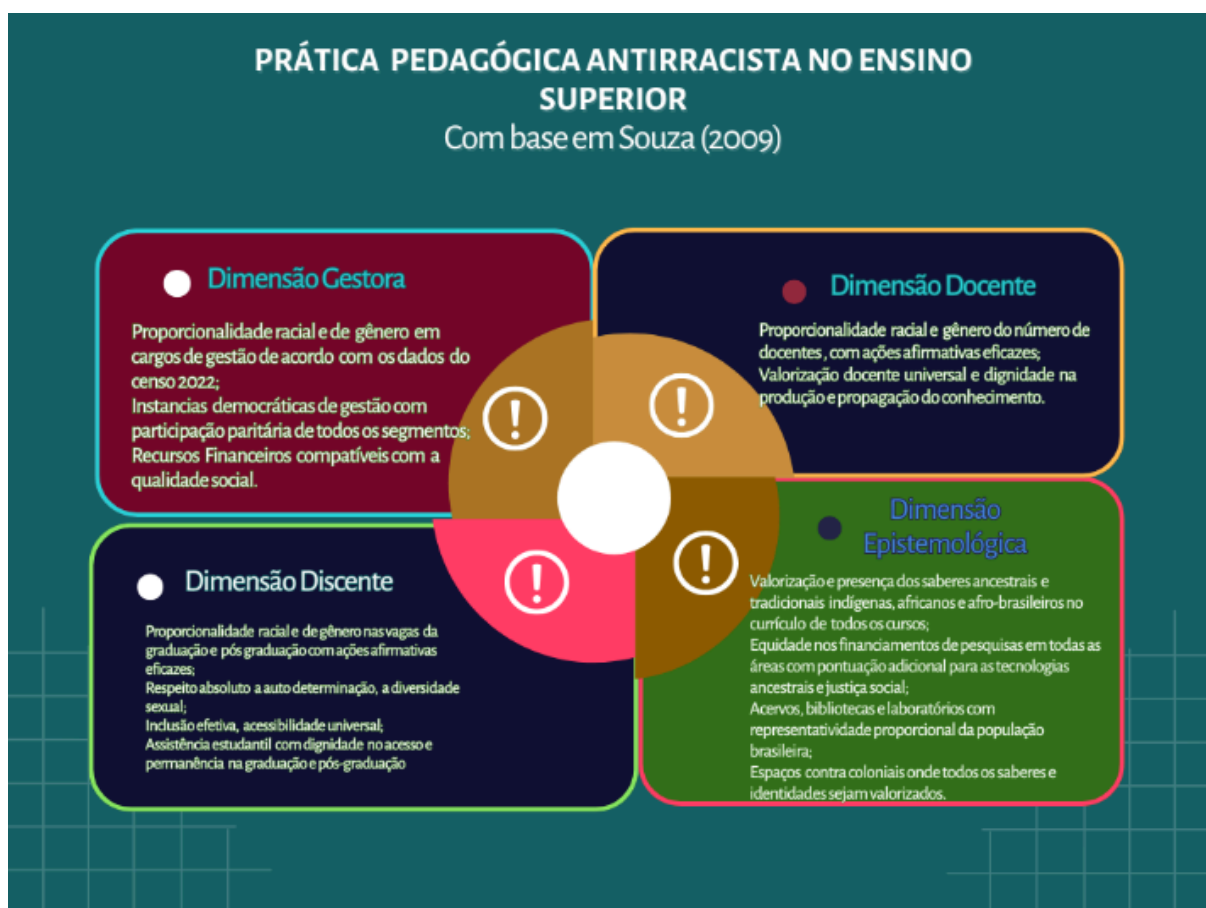 PRÁTICA PEDAGÓGICA ANTIRRACISTA NO ENSINO
SUPERIOR
Com base em Souza (2009)
Dimensão Gestora
Proporcionalidade racial e de gênero em
cargos de gestão de acordo com os dados do
censo 2022;
Instancias democráticas de gestão com
participação paritária de todos os segmentos;
Recursos Financeiros compatíveis com a
qualidade social.
Dimensão Docente
Proporcionalidade racial e gênero do número de
docentes, com ações afirmativas eficazes;
Valorização docente universal e dignidade na
produção e propagação do conhecimento.
Dimensão Discente
Proporcionalidade racial e de gênero nas vagas da
graduação e pós graduação com ações afirmativas
eficazes;
Respeito absoluto a auto determinação, a diversidade
sexual;
Inclusão efetiva, acessibilidade universal;
Assistência estudantil com dignidade no acesso e
permanência na graduação e pós-graduação
Dimensão
Epistemológica
Valorização e presença dos saberes ancestrais e
tradicionais indígenas, africanos e afro-brasileiros no
currículo de todos os cursos;
Equidade nos financiamentos de pesquisas em todas as
áreas com pontuação adicional para as tecnologias
ancestrais e justiça social;
Acervos, bibliotecas e laboratórios com
representatividade proporcional da população
brasileira;
Espaços contra coloniais onde todos os saberes e
identidades sejam valorizados.